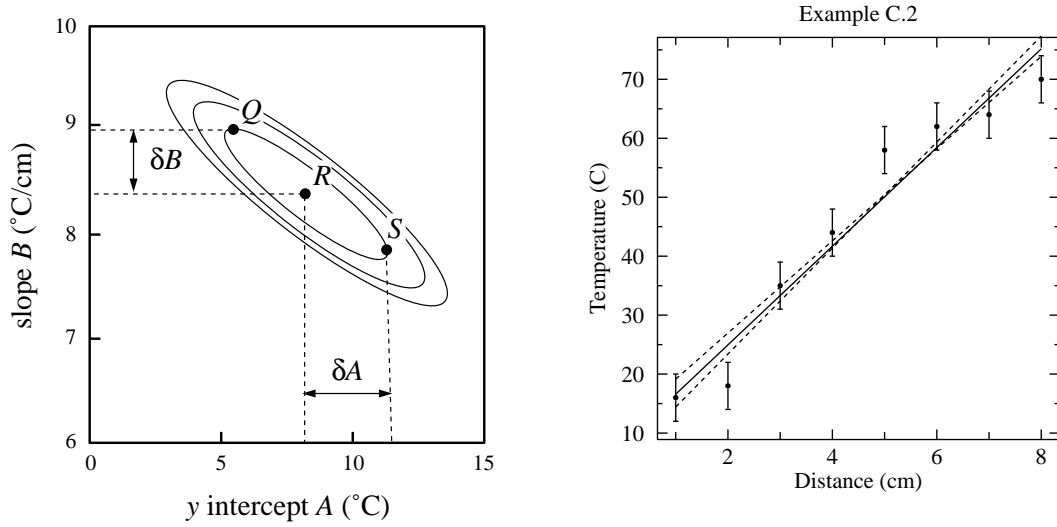 10
9
8
7
6
slope B (˚C/cm)
Q
R
S
δB
δA
0
5
10
15
y intercept A (˚C)
Example C.2
70
60
50
40
30
20
10
Temperature (C)
2
4
6
8
Distance (cm)